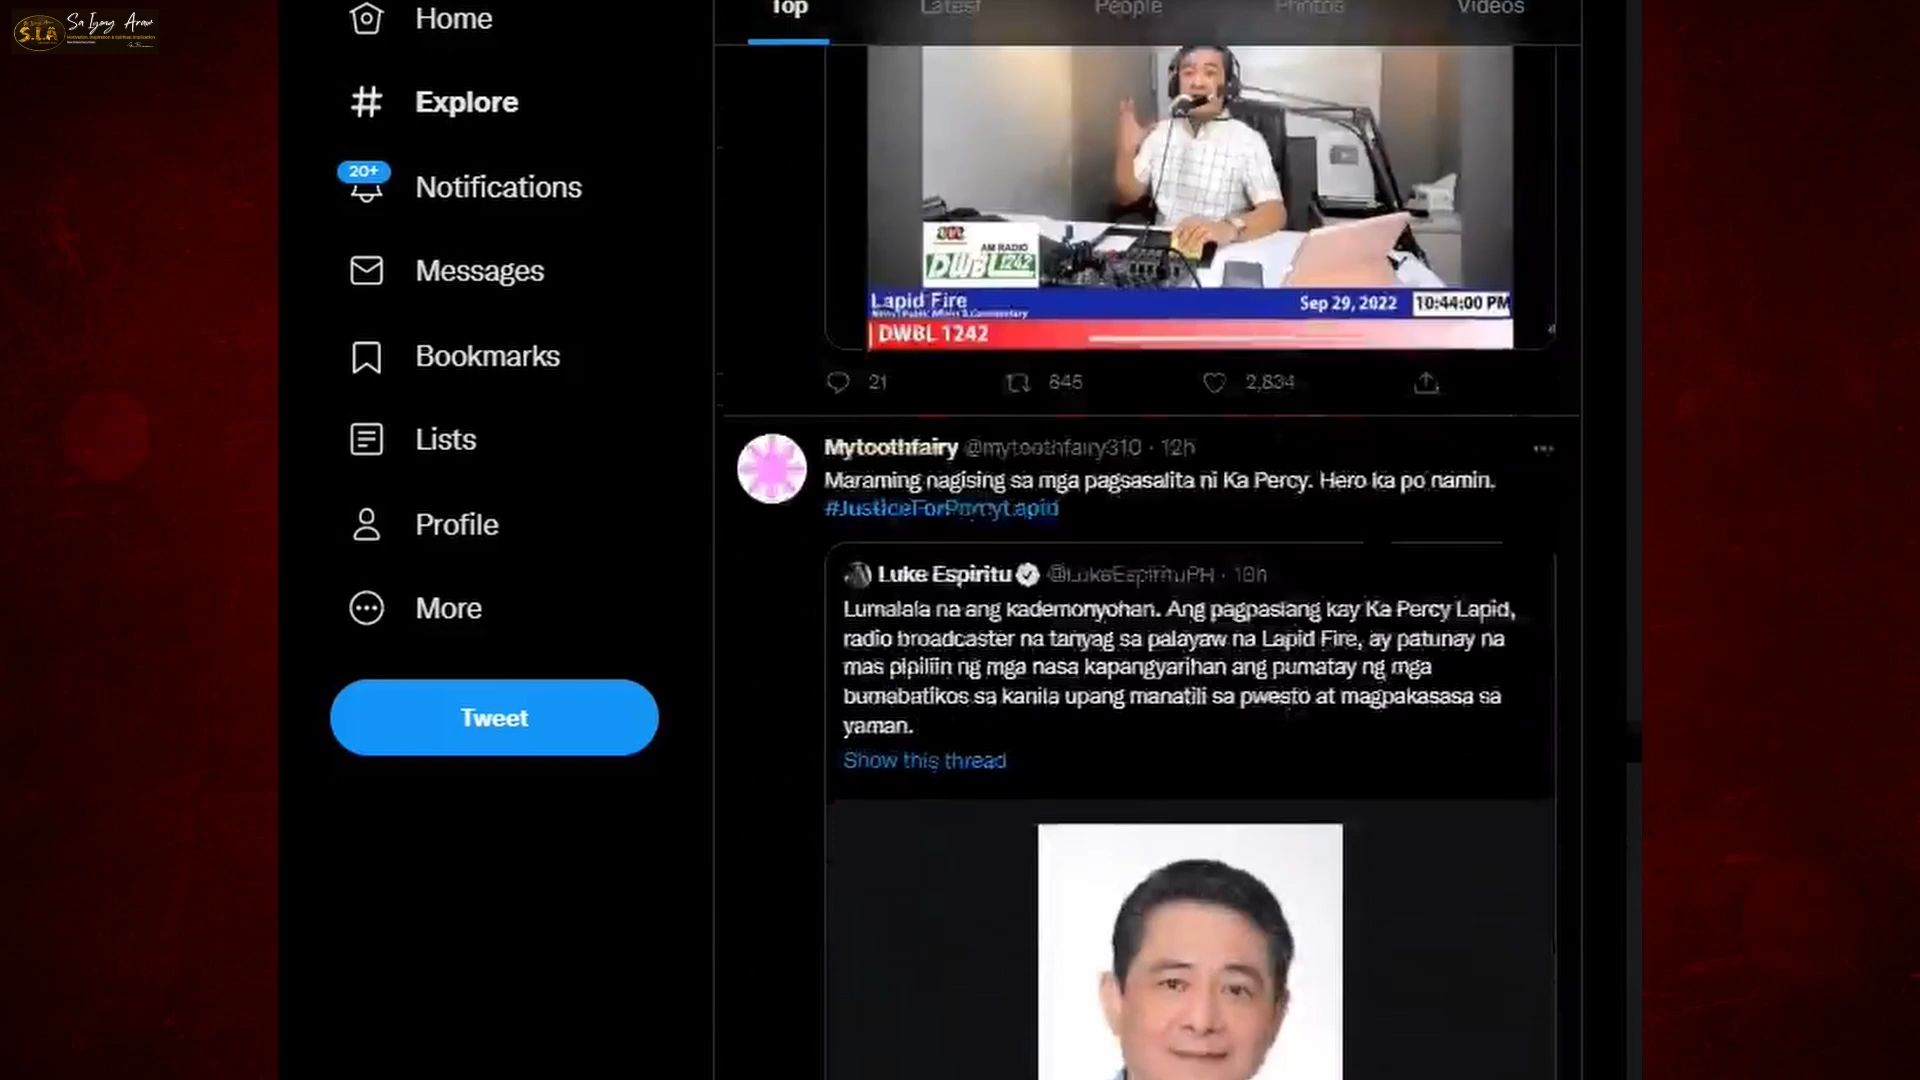 S.I.A
Sa Iyong Araw
Home
Explore
20+
Notifications
Messages
Bookmarks
Lists
Profile
More
Tweet
Top
Latest
People
Photos
Videos
AM RADIO
DWBL 1242
Lapid Fire
Sep 29, 2022
10:44:00 PM
DWBL 1242
21
645
2,834
Mytoothfairy @mytoothfairy310 · 12h
Maraming nagising sa mga pagsasalita ni Ka Percy. Hero ka po namin.
#JusticeForPercyLapid
Luke Espiritu @LukeEspirituPH
Lumalala na ang kademonyohan. Ang pagpaslang kay Ka Percy Lapid,
radio broadcaster na tanyag sa palayaw na Lapid Fire, ay patunay na
mas pipiliin ng mga nasa kapangyarihan ang pumatay ng mga
bumabatikos sa kanila upang manatili sa pwesto at magpakasasa sa
yaman.
Show this thread